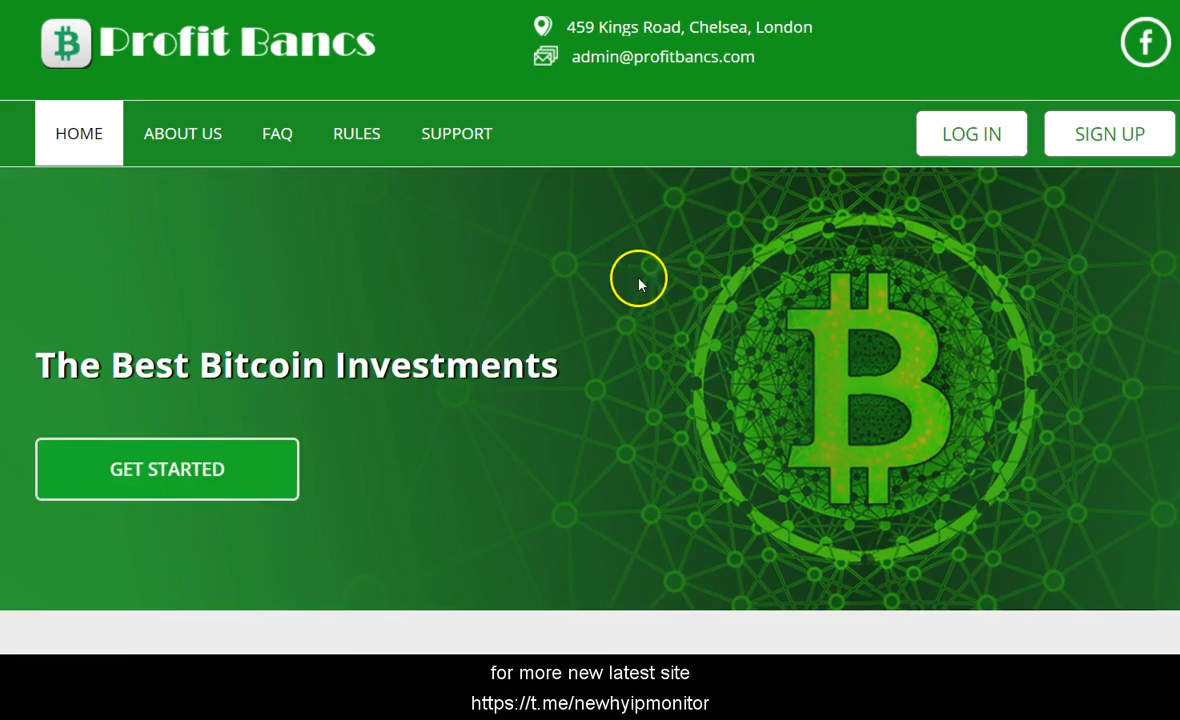 Profit Bancs
459 Kings Road, Chelsea, London
admin@profitbancs.com
HOME
ABOUT US
FAQ
RULES
SUPPORT
LOG IN
SIGN UP
The Best Bitcoin Investments
GET STARTED
for more new latest site
https://t.me/newhyipmonitor